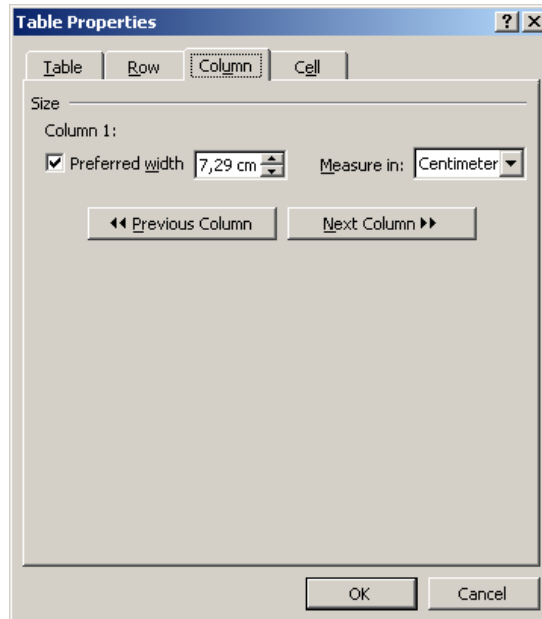 Table Properties ? X
Table Row Column Cell
Size
Column 1:
Preferred width 7,29 cm Measure in: Centimeter
Previous Column Next Column
OK Cancel